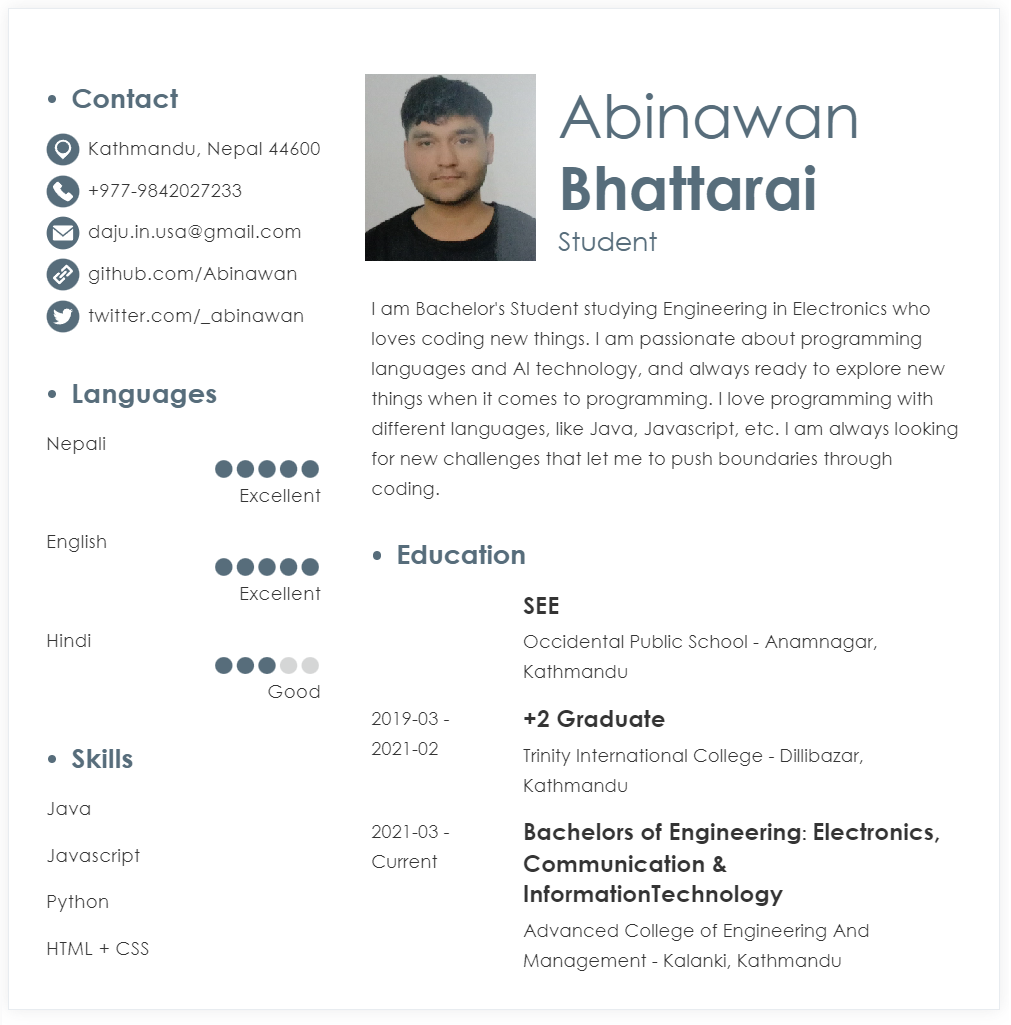 Contact
Kathmandu, Nepal 44600
+977-9842027233
daju.in.usa@gmail.com
github.com/Abinawan
twitter.com/_abinawan
Languages
Nepali
Excellent
English
Excellent
Hindi
Good
Skills
Java
Javascript
Python
HTML + CSS
Abinawan
Bhattarai
Student
I am Bachelor's Student studying Engineering in Electronics who
loves coding new things. I am passionate about programming
languages and AI technology, and always ready to explore new
things when it comes to programming. I love programming with
different languages, like Java, Javascript, etc. I am always looking
for new challenges that let me to push boundaries through
coding.
Education
SEE
Occidental Public School - Anamnagar,
Kathmandu
2019-03 -
2021-02
+2 Graduate
Trinity International College - Dillibazar,
Kathmandu
2021-03 -
Current
Bachelors of Engineering: Electronics,
Communication &
InformationTechnology
Advanced College of Engineering And
Management - Kalanki, Kathmandu